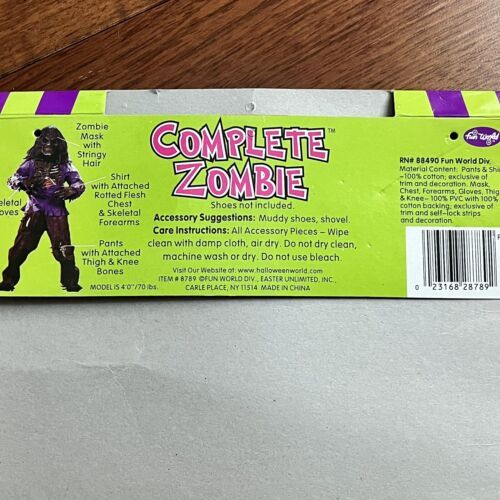 Zombie
Mask
with
Stringy
Hair
Shirt
with Attached
Rotted Flesh
Chest
& Skeletal
Forearms
eletal
oves
Pants
with Attached
Thigh & Knee
Bones
MODEL IS 4'0"/70 lbs.
COMPLETE™
ZOMBIE
Shoes not included.
Accessory Suggestions: Muddy shoes, shovel.
Care Instructions: All Accessory Pieces – Wipe
clean with damp cloth, air dry. Do not dry clean,
machine wash or dry. Do not use bleach.
Visit Our Website at: www.halloweenworld.com
ITEM # 8789 ©FUN WORLD DIV., EASTER UNLIMITED, INC.,
CARLE PLACE, NY 11514 MADE IN CHINA
Fun World
RN# 88490 Fun World Div.
Material Content: Pants & Shir
–100% cotton; exclusive of
trim and decoration. Mask,
Chest, Forearms, Gloves, Thig
& Knee– 100% PVC with 100%
cotton backing; exclusive of
trim and self-lock strips
and decoration.
0 23168 28789